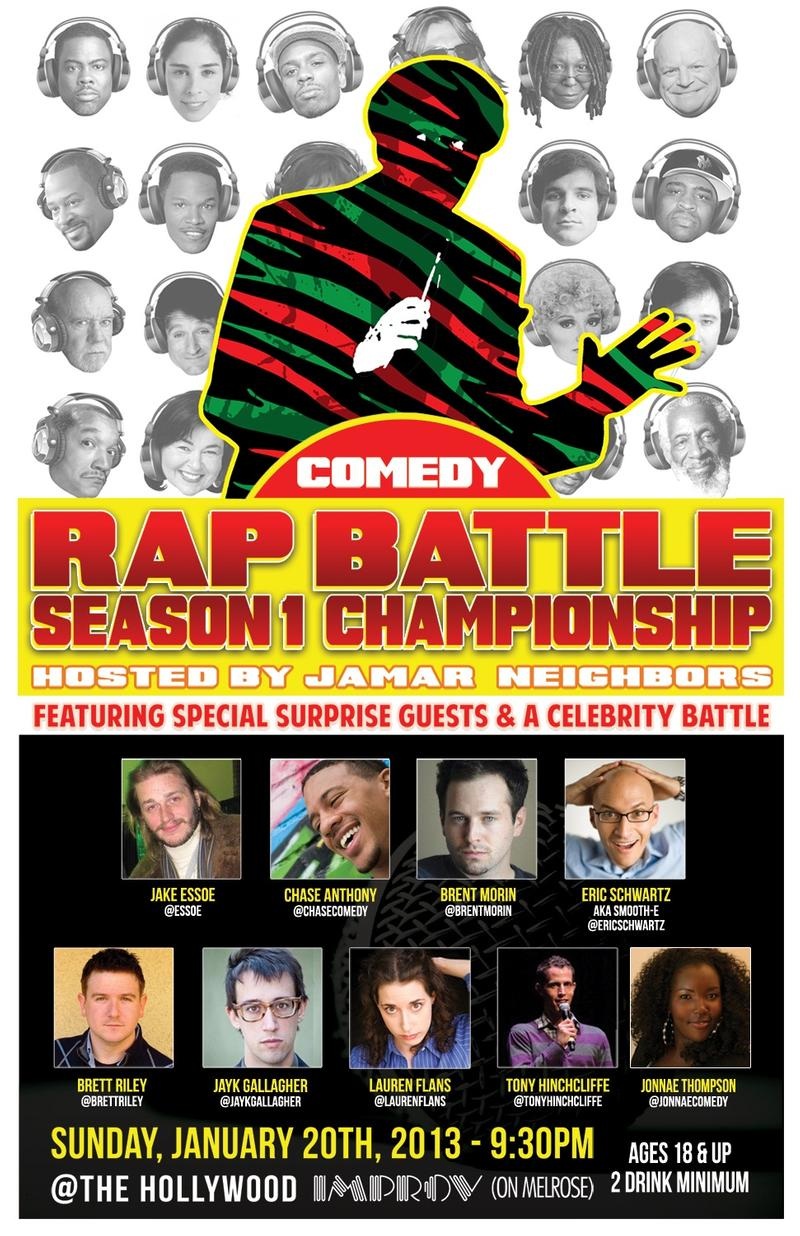 COMEDY
RAP BATTLE
SEASON 1 CHAMPIONSHIP
HOSTED BY JAMAR NEIGHBORS
FEATURING SPECIAL SURPRISE GUESTS & A CELEBRITY BATTLE
JAKE ESSOE
@ESSOE
CHASE ANTHONY
@CHASECOMEDY
BRENT MORIN
@BRENTMORIN
ERIC SCHWARTZ
AKA SMOOTH-E
@ERICSCHWARTZ
BRETT RILEY
@BRETTRILEY
JAYK GALLAGHER
@JAYKGALLAGHER
LAUREN FLANS
@LAURENFLANS
TONY HINCHCLIFFE
@TONYHINCHCLIFFE
JONNAE THOMPSON
@JONNAECOMEDY
SUNDAY, JANUARY 20TH, 2013 - 9:30PM
@THE HOLLYWOOD IMPROV (ON MELROSE)
AGES 18 & UP
2 DRINK MINIMUM